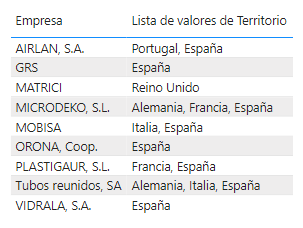 Empresa Lista de valores de Territorio
AIRLAN, S.A. Portugal, España
GRS España
MATRICI Reino Unido
MICRODEKO, S.L. Alemania, Francia, España
MOBISA Italia, España
ORONA, Coop. España
PLASTIGAUR, S.L. Francia, España
Tubos reunidos, SA Alemania, Italia, España
VIDRALA, S.A. España